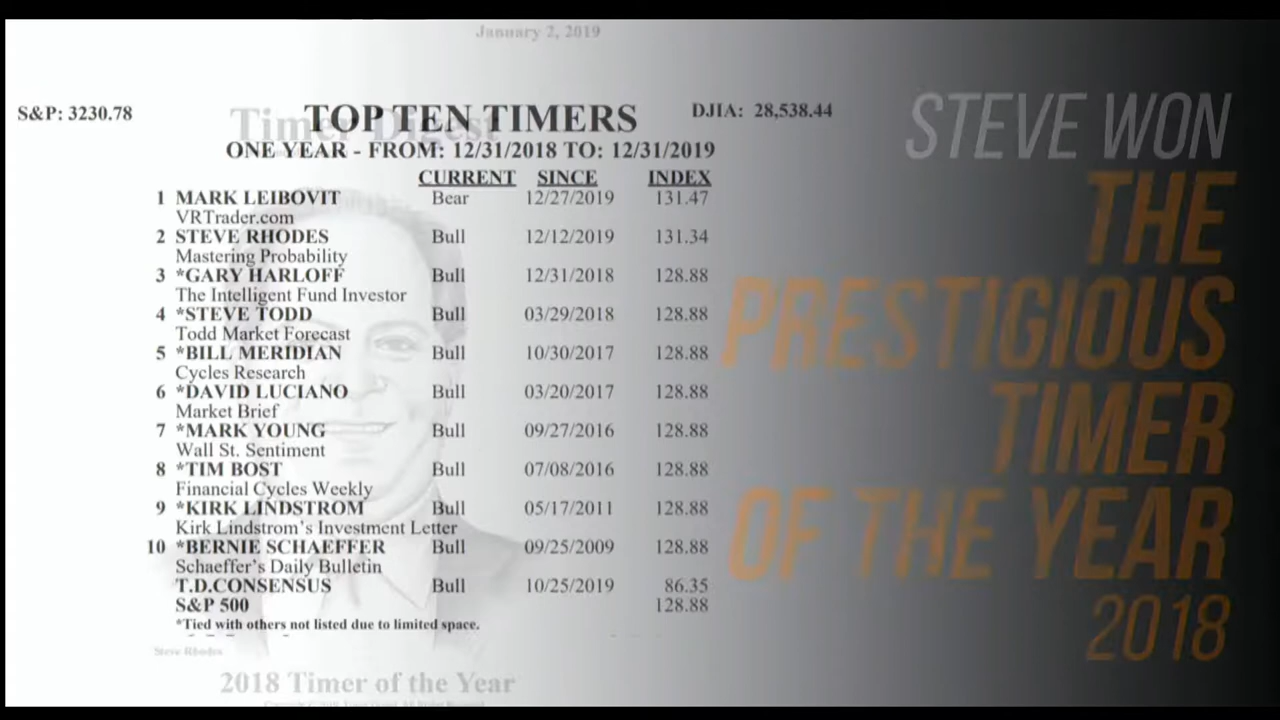 January 2, 2019
S&P: 3230.78
Timer Digest
TOP TEN TIMERS
DJIA: 28,538.44
ONE YEAR - FROM: 12/31/2018 TO: 12/31/2019
CURRENT SINCE INDEX
1 MARK LEIBOVIT Bear 12/27/2019 131.47
VRTrader.com
2 STEVE RHODES Bull 12/12/2019 131.34
Mastering Probability
3 *GARY HARLOFF Bull 12/31/2018 128.88
The Intelligent Fund Investor
4 *STEVE TODD Bull 03/29/2018 128.88
Todd Market Forecast
5 *BILL MERIDIAN Bull 10/30/2017 128.88
Cycles Research
6 *DAVID LUCIANO Bull 03/20/2017 128.88
Market Brief
7 *MARK YOUNG Bull 09/27/2016 128.88
Wall St. Sentiment
8 *TIM BOST Bull 07/08/2016 128.88
Financial Cycles Weekly
9 *KIRK LINDSTROM Bull 05/17/2011 128.88
Kirk Lindstrom's Investment Letter
10 *BERNIE SCHAEFFER Bull 09/25/2009 128.88
Schaeffer's Daily Bulletin
T.D.CONSENSUS Bull 10/25/2019 86.35
S&P 500 128.88
*Tied with others not listed due to limited space.
Steve Rhodes
2018 Timer of the Year
STEVE WON
THE
PRESTIGIOUS
TIMER
OF THE YEAR
2018